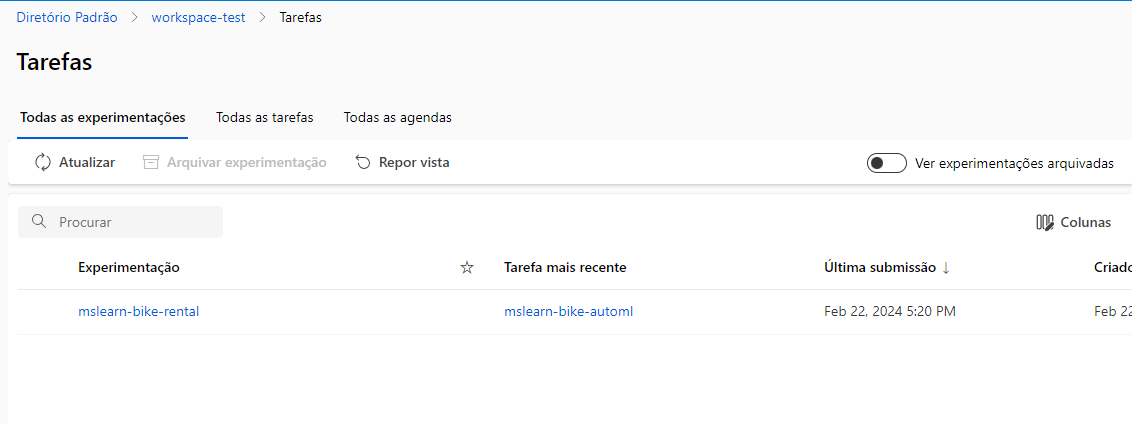 Diretório Padrão > workspace-test > Tarefas
Tarefas
Todas as experimentações Todas as tarefas Todas as agendas
Atualizar Arquivar experimentação Repor vista Ver experimentações arquivadas
Procurar Colunas
Experimentação Tarefa mais recente Última submissão ↓ Criado
mslearn-bike-rental mslearn-bike-automl Feb 22, 2024 5:20 PM Feb 22